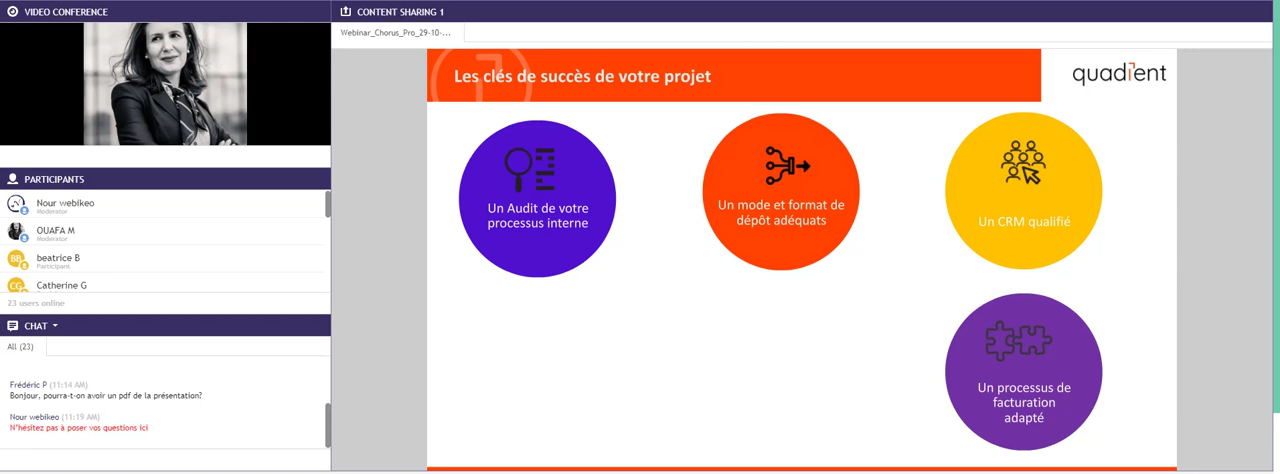 VIDEO CONFERENCE
PARTICIPANTS
Nour webikeo
Moderator
OUAFA M
Moderator
BB
beatrice B
Participant
CG
Catherine G
23 users online
CHAT
All (23)
Frédéric P (11:14 AM)
Bonjour, pourra-t-on avoir un pdf de la présentation?
Nour webikeo (11:19 AM)
N'hésitez pas à poser vos questions ici
CONTENT SHARING 1
Webinar_Chorus_Pro_29-10-...
Les clés de succès de votre projet
quadient
Un Audit de votre
processus interne
Un mode et format de
dépôt adéquats
Un CRM qualifié
Un processus de
facturation
adapté